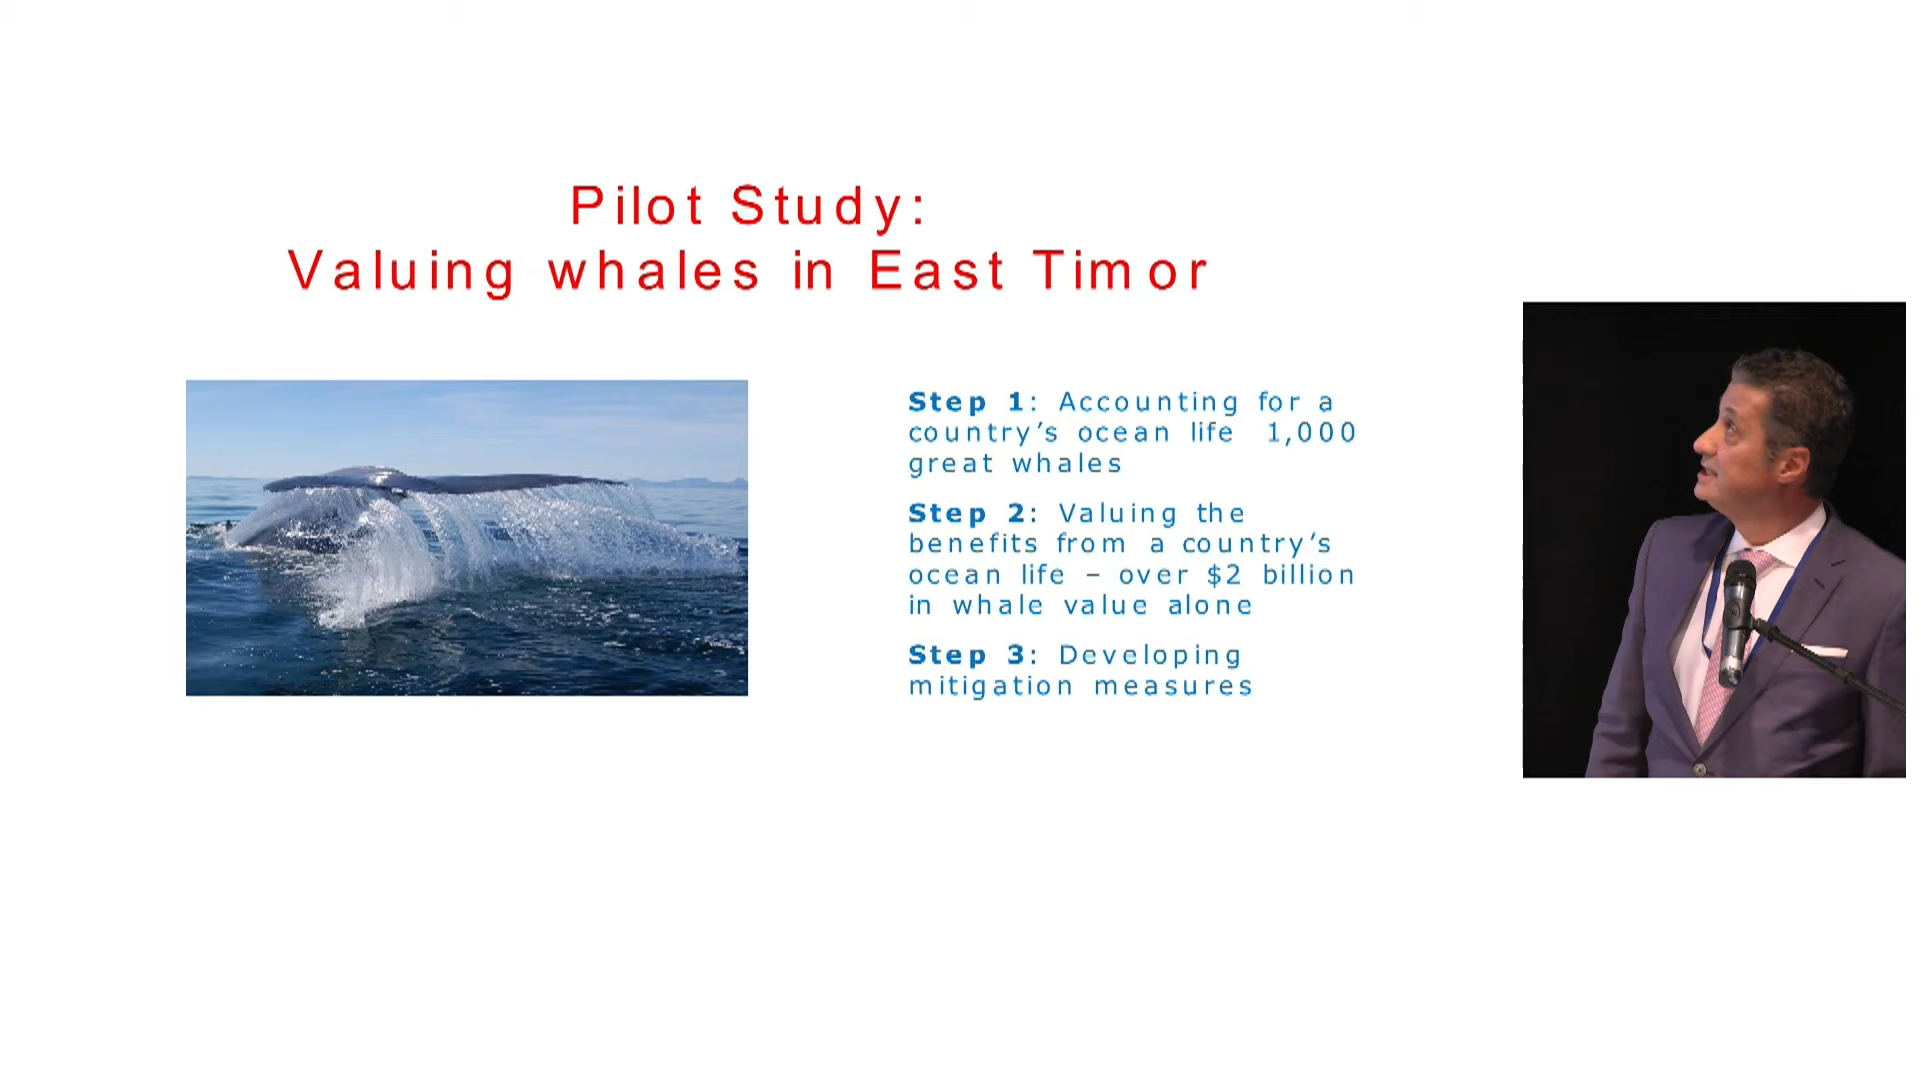 Pilot Study:
Valuing whales in East Timor
Step 1: Accounting for a
country’s ocean life 1,000
great whales
Step 2: Valuing the
benefits from a country’s
ocean life – over $2 billion
in whale value alone
Step 3: Developing
mitigation measures